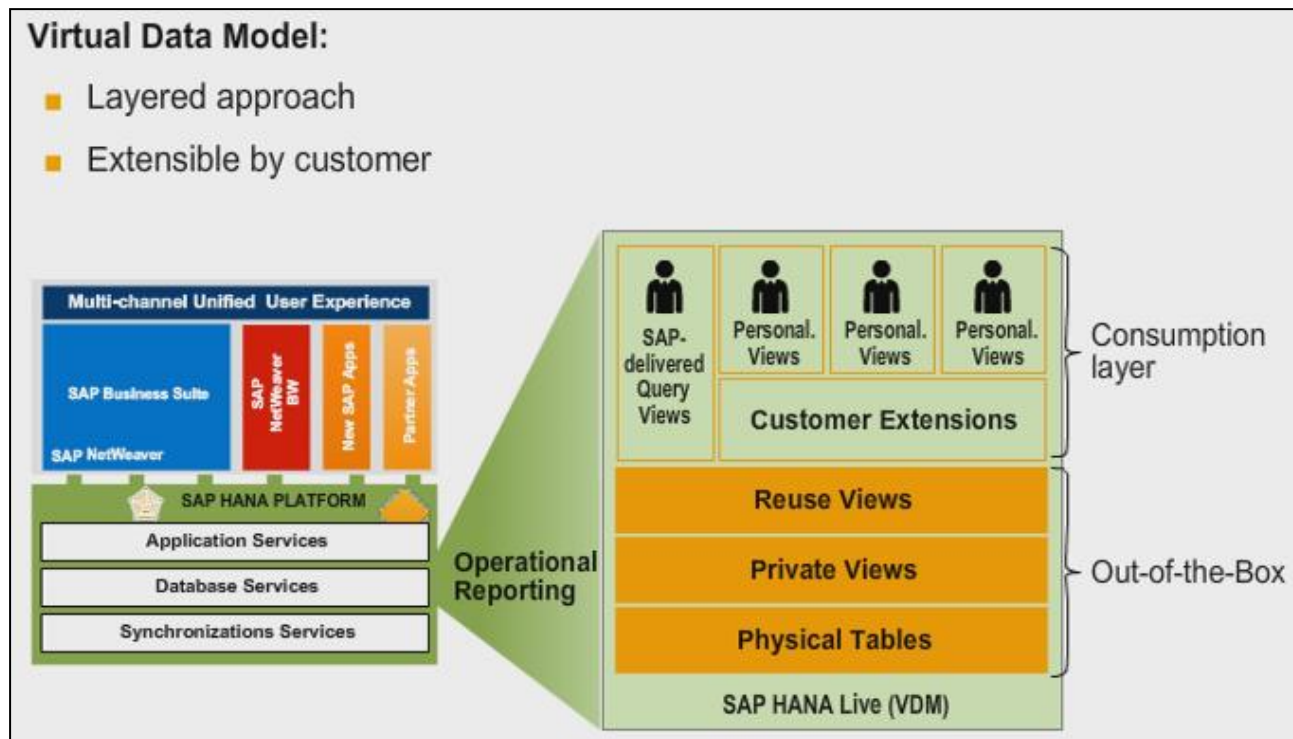 Virtual Data Model:
Layered approach
Extensible by customer
Multi-channel Unified User Experience
SAP Business Suite
SAP NetWeaver
SAP
NetWeaver
BW
New SAP Apps
Partner Apps
SAP HANA PLATFORM
Application Services
Database Services
Synchronizations Services
Operational
Reporting
SAP-
delivered
Query
Views
Personal.
Views
Personal.
Views
Personal.
Views
Customer Extensions
Reuse Views
Private Views
Physical Tables
SAP HANA Live (VDM)
Consumption
layer
Out-of-the-Box